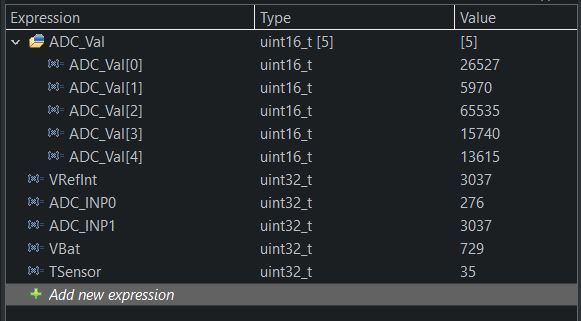 Expression Type Value
ADC_Val uint16_t [5] [5]
ADC_Val[0] uint16_t 26527
ADC_Val[1] uint16_t 5970
ADC_Val[2] uint16_t 65535
ADC_Val[3] uint16_t 15740
ADC_Val[4] uint16_t 13615
VRefInt uint32_t 3037
ADC_INP0 uint32_t 276
ADC_INP1 uint32_t 3037
VBat uint32_t 729
TSensor uint32_t 35
Add new expression